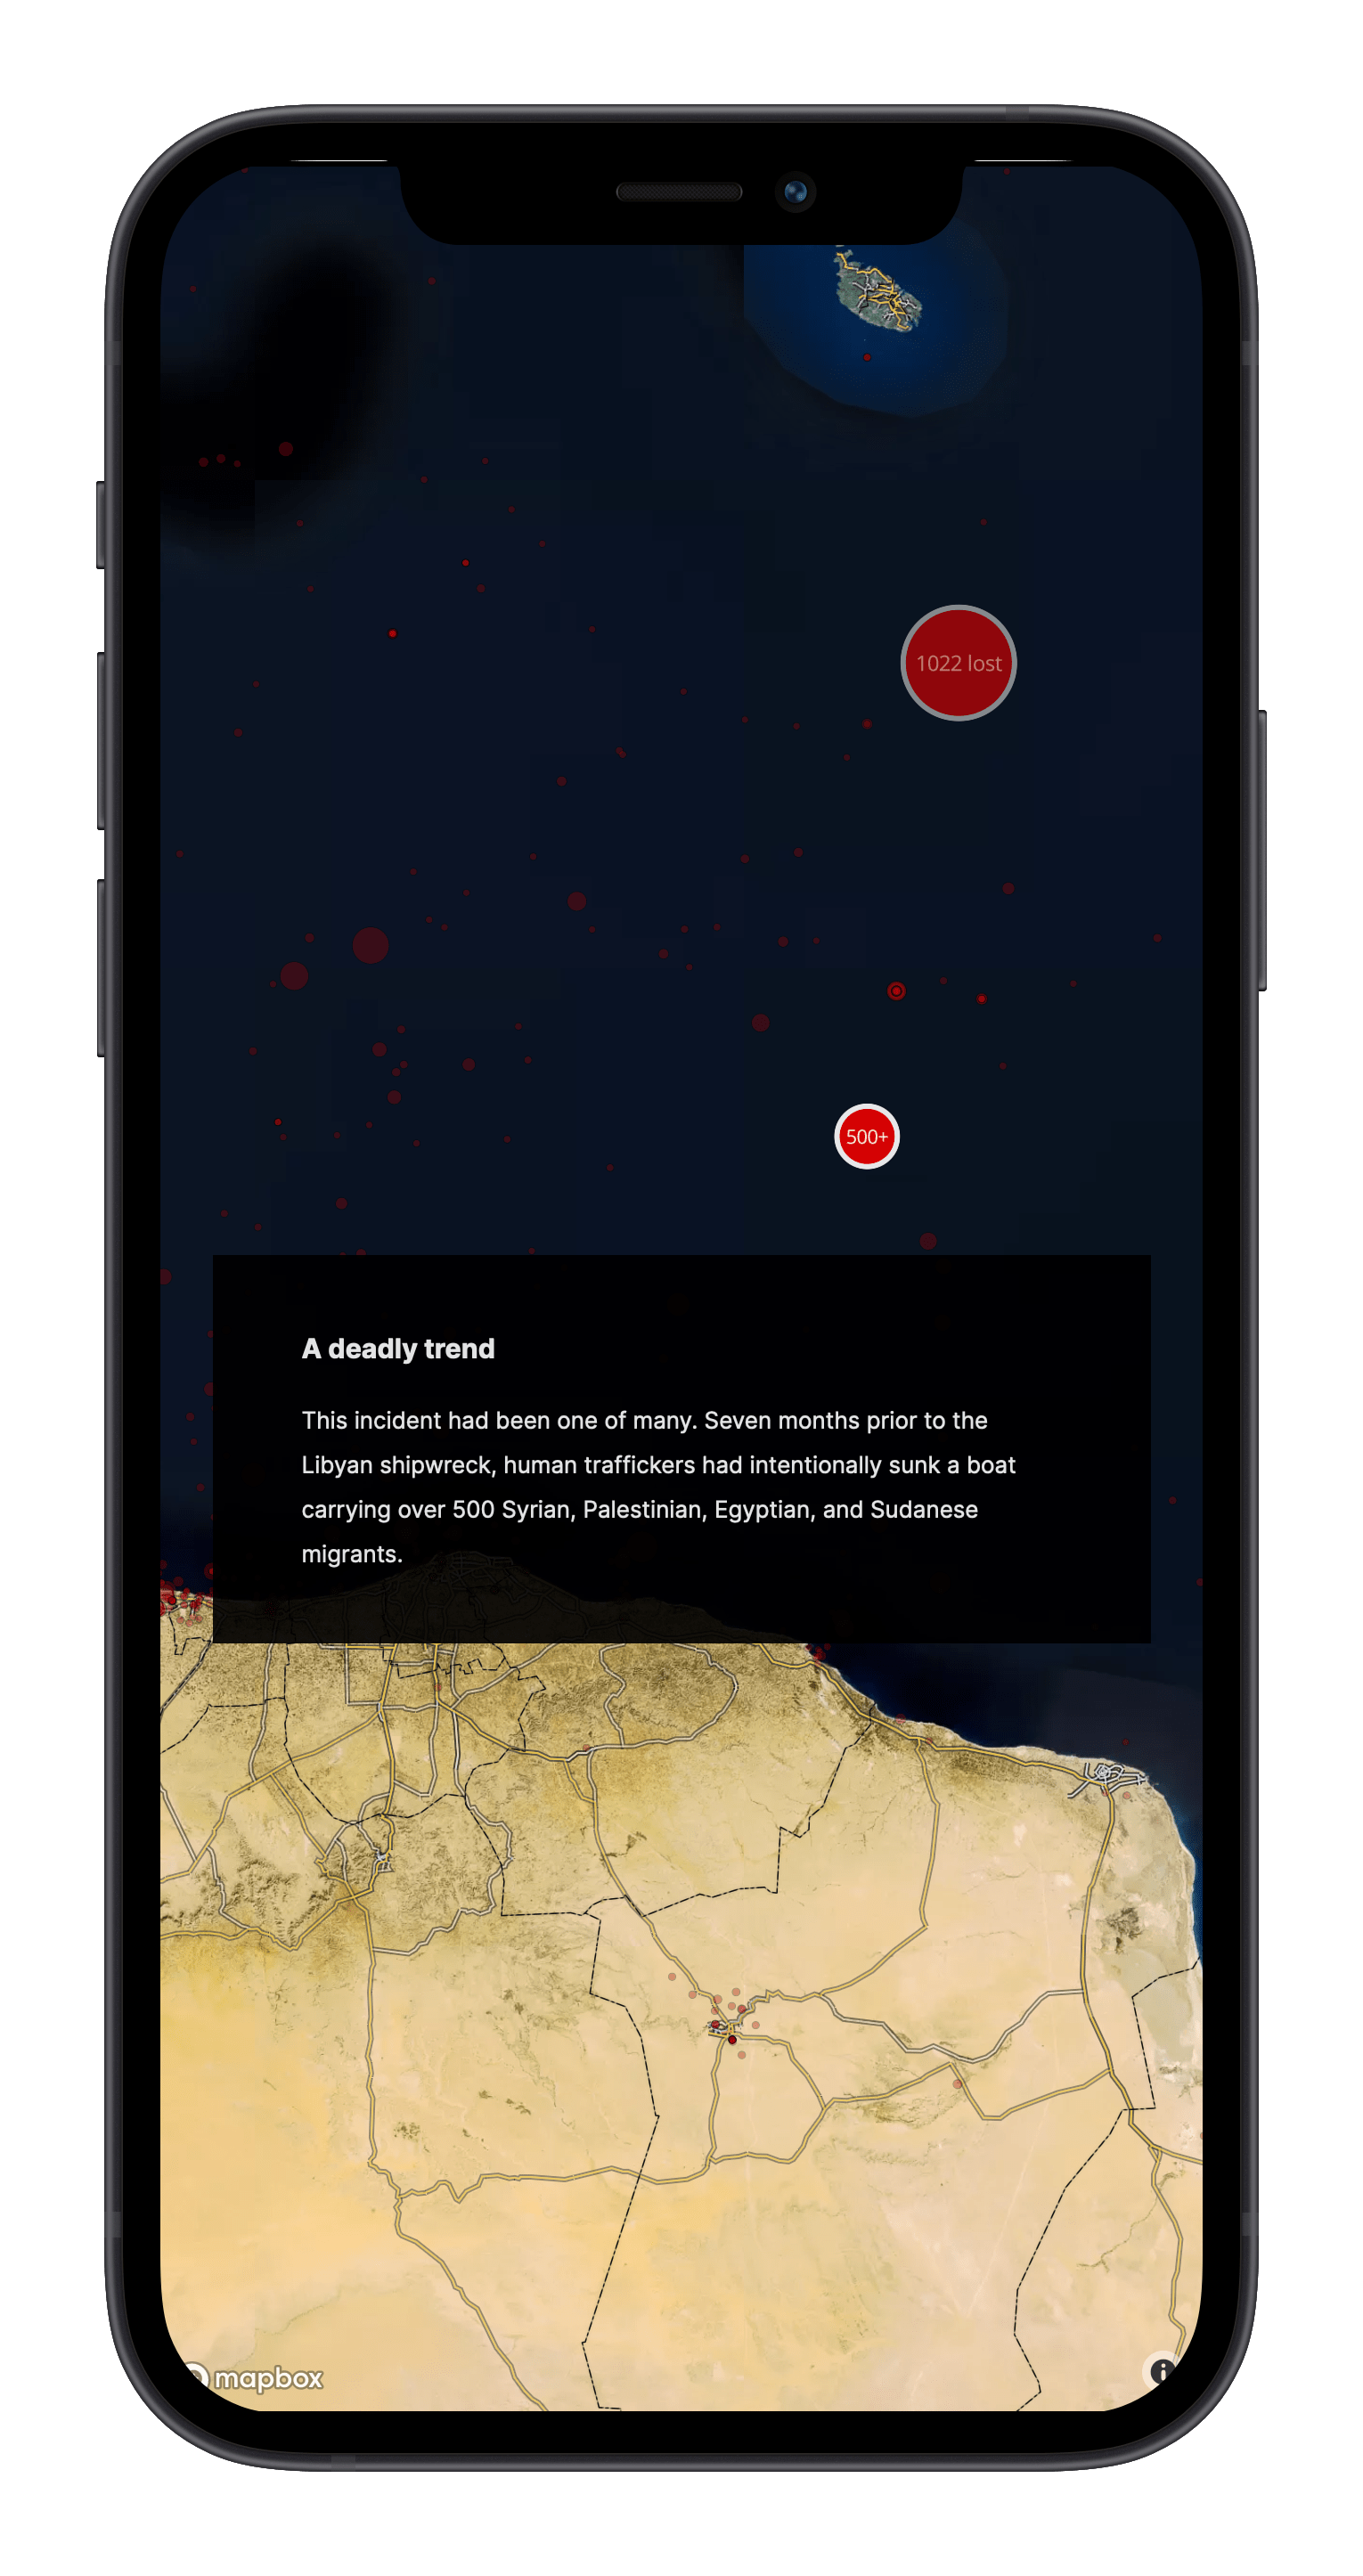 1022 lost
500+
A deadly trend
This incident had been one of many. Seven months prior to the
Libyan shipwreck, human traffickers had intentionally sunk a boat
carrying over 500 Syrian, Palestinian, Egyptian, and Sudanese
migrants.
mapbox